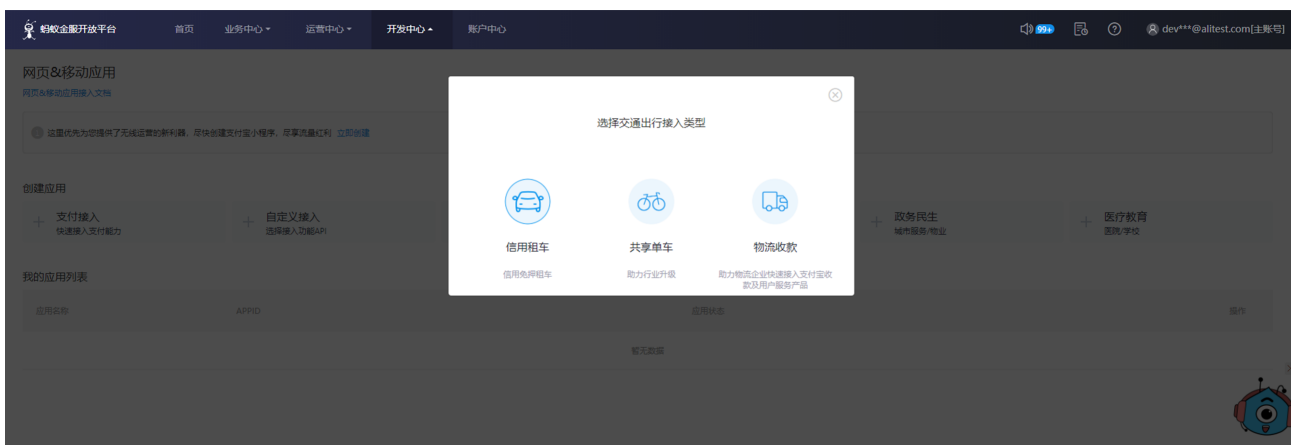 蚂蚁金服开放平台 首页 业务中心 运营中心 开发中心 账户中心 99+ dev***@alitest.com[主账号]
网页&移动应用
网页&移动应用接入文档
这里优先为您提供了无线运营的新利器，尽快创建支付宝小程序，尽享流量红利 立即创建
选择交通出行接入类型
创建应用
支付接入
快速接入支付能力
自定义接入
选择接入功能API
信用租车
信用免押租车
共享单车
助力行业升级
物流收款
助力物流企业快速接入支付宝收
款及用户服务产品
政务民生
城市服务/物业
医疗教育
医院/学校
我的应用列表
应用名称 APPID 应用状态 操作
暂无数据